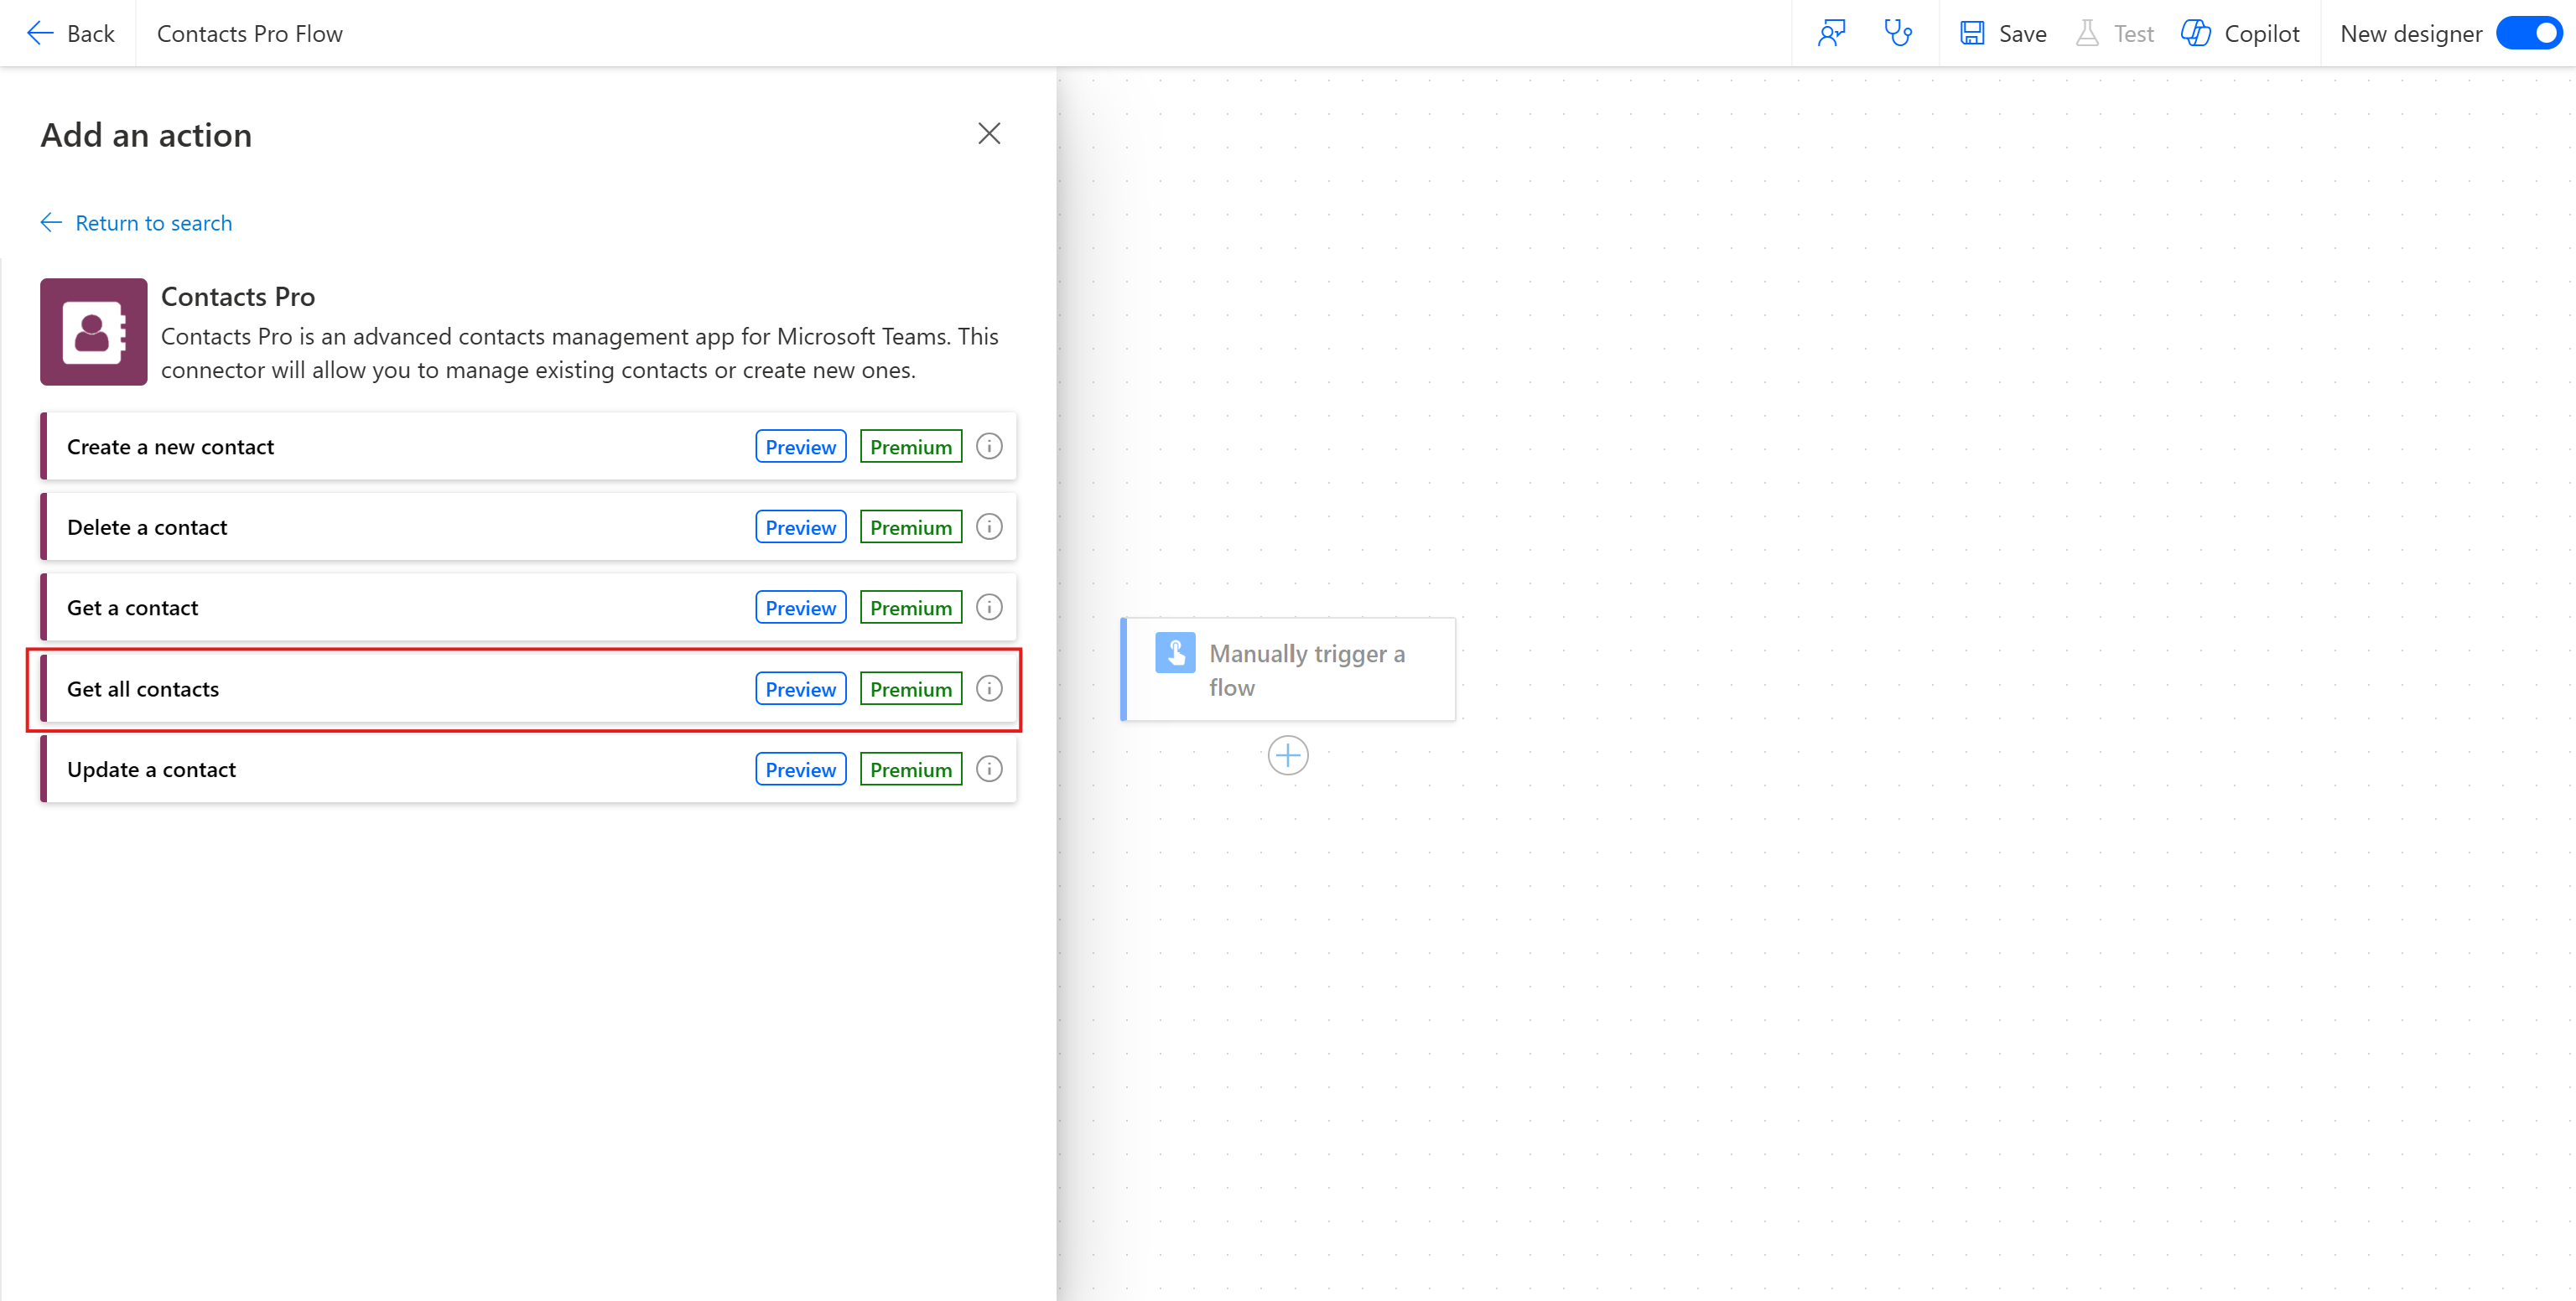 Back
Contacts Pro Flow
Save
Test
Copilot
New designer
Add an action
Return to search
Contacts Pro
Contacts Pro is an advanced contacts management app for Microsoft Teams. This
connector will allow you to manage existing contacts or create new ones.
Create a new contact Preview Premium
Delete a contact Preview Premium
Get a contact Preview Premium
Get all contacts Preview Premium
Update a contact Preview Premium
Manually trigger a
flow